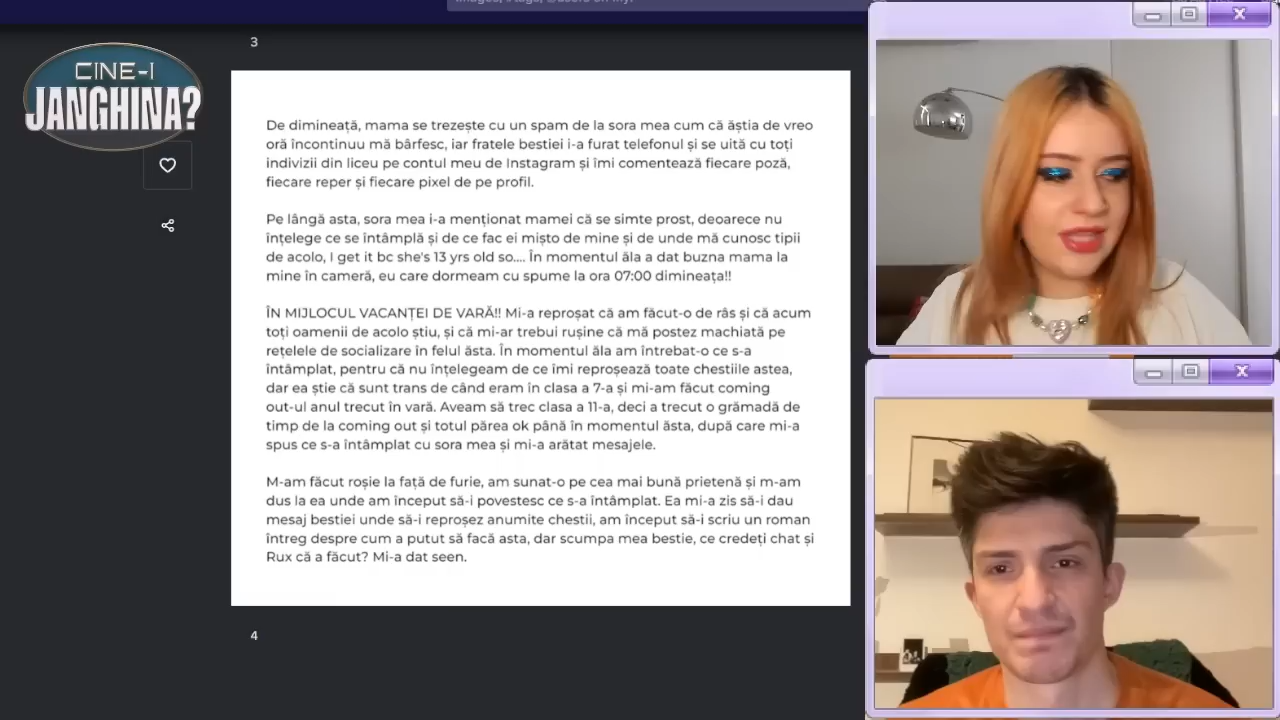 3
CINE-I
JANGHINA?
De dimineață, mama se trezește cu un spam de la sora mea cum că ăștia de vreo
oră încontinuu mă bârfesc, iar fratele bestiei i-a furat telefonul și se uită cu toți
indivizii din liceu pe contul meu de Instagram și îmi comentează fiecare poză,
fiecare reper și fiecare pixel de pe profil.
Pe lângă asta, sora mea i-a menționat mamei că se simte prost, deoarece nu
înțelege ce se întâmplă și de ce fac ei mișto de mine și de unde mă cunosc tipii
de acolo, I get it bc she's 13 yrs old so.... În momentul ăla a dat buzna mama la
mine în cameră, eu care dormeam cu spume la ora 07:00 dimineața!!
ÎN MIJLOCUL VACANȚEI DE VARĂ!! Mi-a reproșat că am făcut-o de râs și că acum
toți oamenii de acolo știu, și că mi-ar trebui rușine că mă postez machiată pe
rețelele de socializare în felul ăsta. În momentul ăla am întrebat-o ce s-a
întâmplat, pentru că nu înțelegeam de ce îmi reproșează toate chestiile astea,
dar ea știe că sunt trans de când eram în clasa a 7-a și mi-am făcut coming
out-ul anul trecut în vară. Aveam să trec clasa a 11-a, deci a trecut o grămadă de
timp de la coming out și totul părea ok până în momentul ăsta, după care mi-a
spus ce s-a întâmplat cu sora mea și mi-a arătat mesajele.
M-am făcut roșie la față de furie, am sunat-o pe cea mai bună prietenă și m-am
dus la ea unde am început să-i povestesc ce s-a întâmplat. Ea mi-a zis să-i dau
mesaj bestiei unde să-i reproșez anumite chestii, am început să-i scriu un roman
întreg despre cum a putut să facă asta, dar scumpa mea bestie, ce credeți chat și
Rux că a făcut? Mi-a dat seen.
4